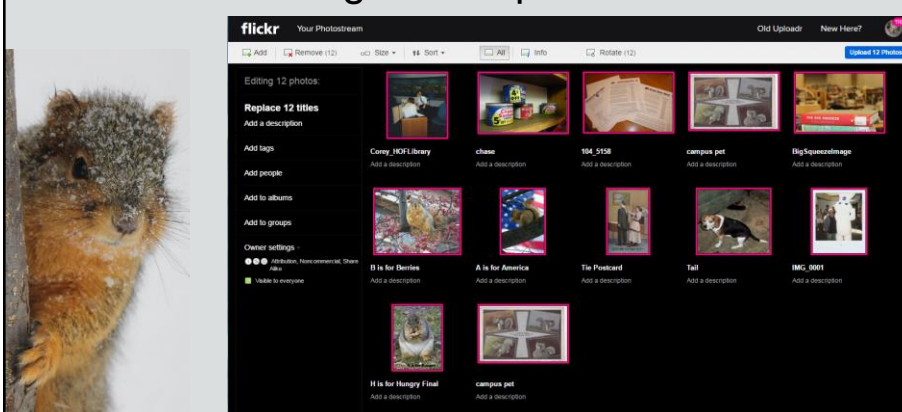 flickr Your Photostream Old Uploadr New Here?
Add Remove (12) Size Sort All Info Rotate (12) Upload 12 Photos
Editing 12 photos:
Replace 12 titles
Add a description
Add tags
Add people
Add to albums
Add to groups
Owner settings -
Attribution, Noncommercial, Share
Alike
Visible to everyone
Corey_HOFLibrary chase 104_5158 campus pet BigSqueezeImage
Add a description Add a description Add a description Add a description Add a description
B is for Berries A is for America Tie Postcard Tail IMG_0001
Add a description Add a description Add a description Add a description Add a description
H is for Hungry Final campus pet
Add a description Add a description